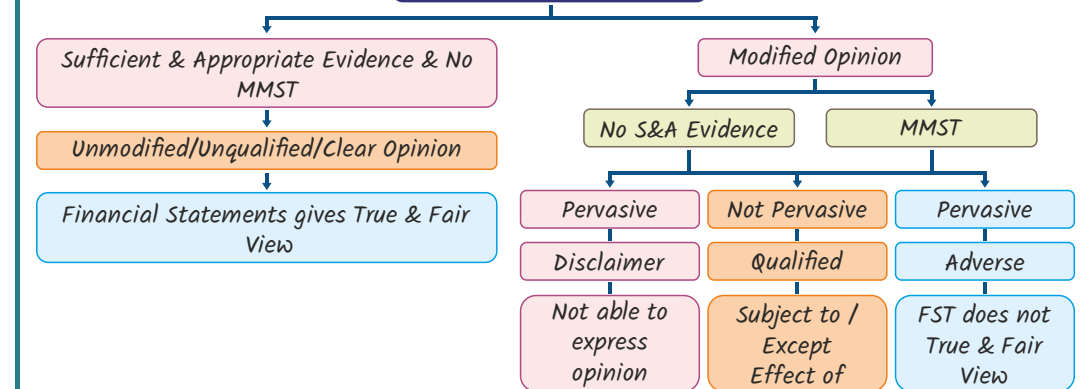 Sufficient & Appropriate Evidence & No
MMST
Unmodified/Unqualified/Clear Opinion
Financial Statements gives True & Fair
View
Modified Opinion
No S&A Evidence
MMST
Pervasive
Not Pervasive
Pervasive
Disclaimer
Qualified
Adverse
Not able to
express
opinion
Subject to /
Except
Effect of
FST does not
True & Fair
View